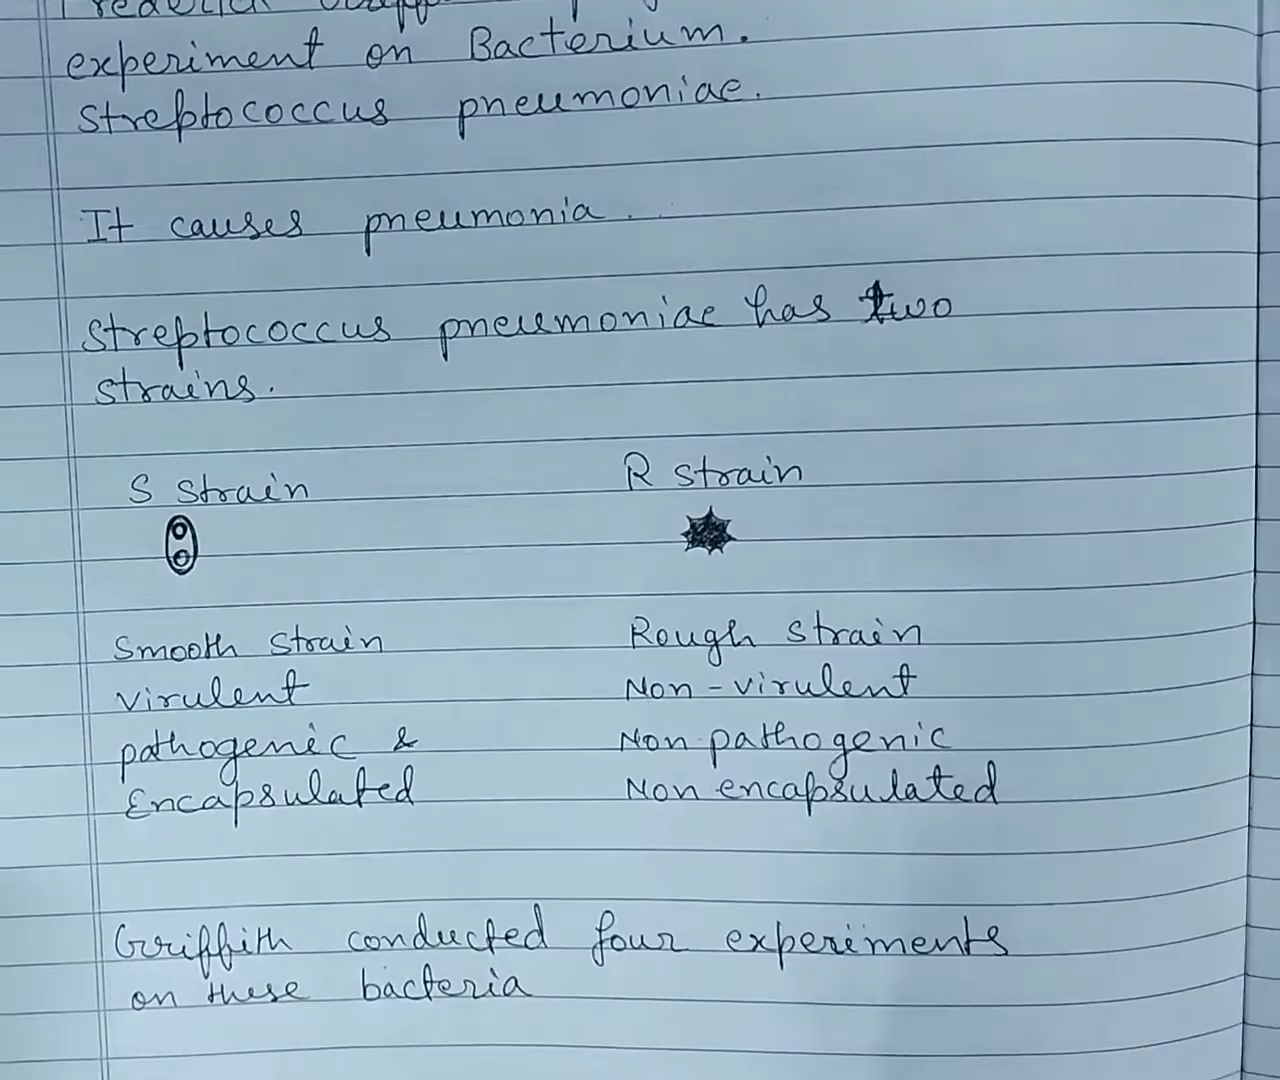 experiment on Bacterium.
Streptococcus pneumoniae.
It causes pneumonia.
Streptococcus pneumoniae has two
strains.
S Strain R Strain
Smooth Strain Rough Strain
virulent Non-virulent
pathogenic & Non pathogenic
Encapsulated Non encapsulated
Griffith conducted four experiments
on these bacteria